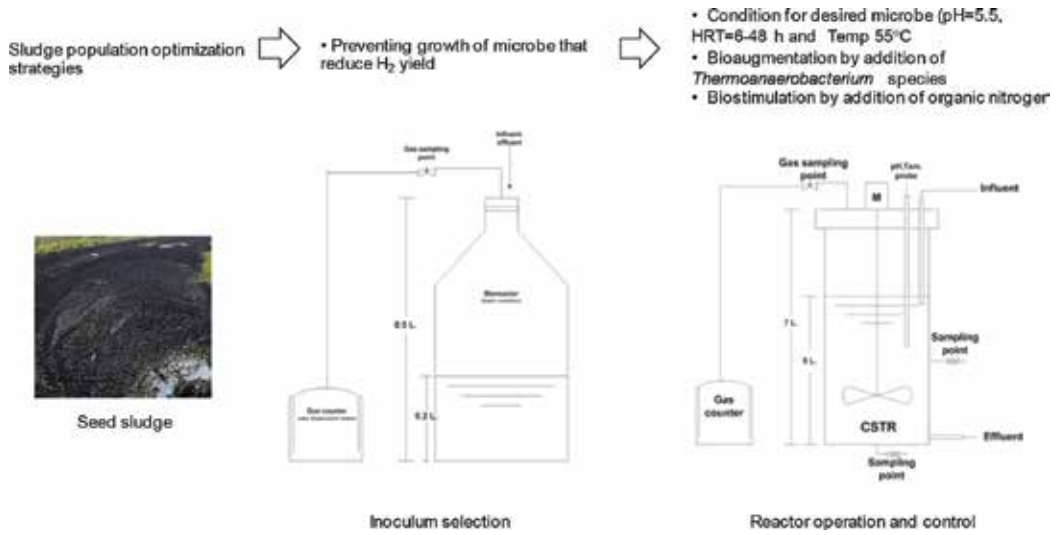 Sludge population optimization
strategies
• Preventing growth of microbe that
reduce H₂ yield
• Condition for desired microbe (pH=5.5,
HRT=6-48 h and Temp 55°C
• Bioaugmentation by addition of
Thermoanaerobacterium species
• Biostimulation by addition of organic nitrogen
Seed sludge
Gas sampling
point
Influent
effluent
Bioreactor
0.5 L.
0.2 L.
Gas counter
Inoculum selection
Gas sampling
point
pH,Tem.
probe
M
Influent
7 L.
5 L.
Sampling
point
Gas
counter
CSTR
Effluent
Sampling
point
Reactor operation and control